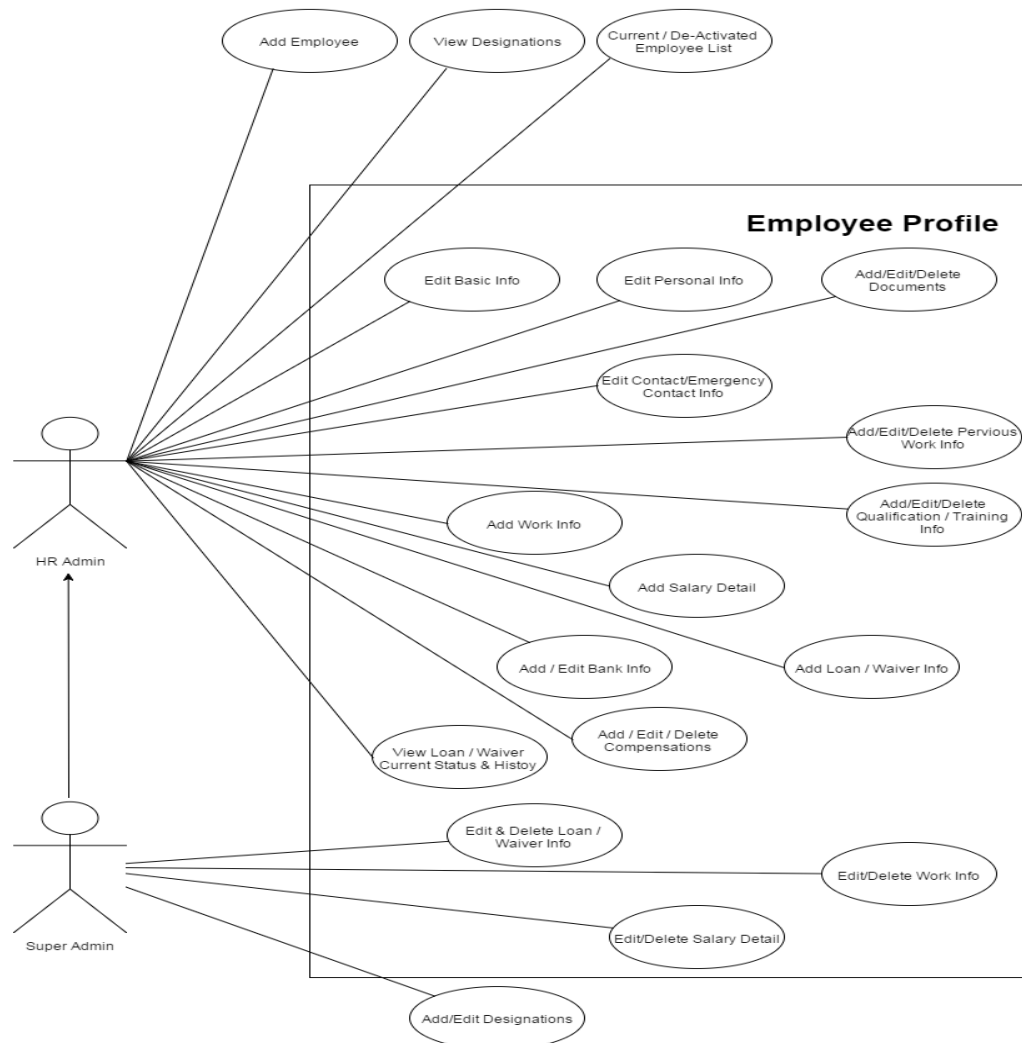 Add Employee
View Designations
Current / De-Activated
Employee List
Employee Profile
Edit Basic Info
Edit Personal Info
Add/Edit/Delete
Documents
Edit Contact/Emergency
Contact Info
Add/Edit/Delete Pervious
Work Info
Add/Edit/Delete
Qualification / Training
Info
Add Work Info
HR Admin
Add Salary Detail
Add / Edit Bank Info
Add Loan / Waiver Info
Add / Edit / Delete
Compensations
View Loan / Waiver
Current Status & Histoy
Edit & Delete Loan /
Waiver Info
Edit/Delete Work Info
Super Admin
Edit/Delete Salary Detail
Add/Edit Designations